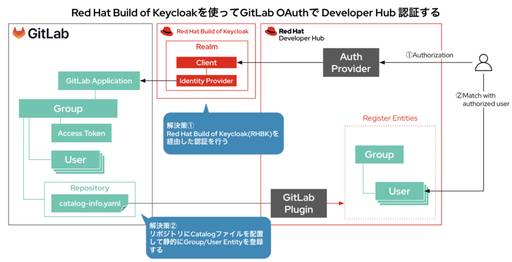 Red Hat Build of Keycloakを使ってGitLab OAuthで Developer Hub 認証する
GitLab
Red Hat Build of Keycloak
Realm
Client
Identity Provider
Red Hat
Developer Hub
Auth
Provider
①Authorization
②Match with
authorized user
GitLab Application
Group
Access Token
User
Repository
catalog-info.yaml
解決策①
Red Hat Build of Keycloak(RHBK)を
経由した認証を行う
解決策②
リポジトリにCatalogファイルを配置
して静的にGroup/User Entityを登録
する
GitLab
Plugin
Register Entities
Group
User